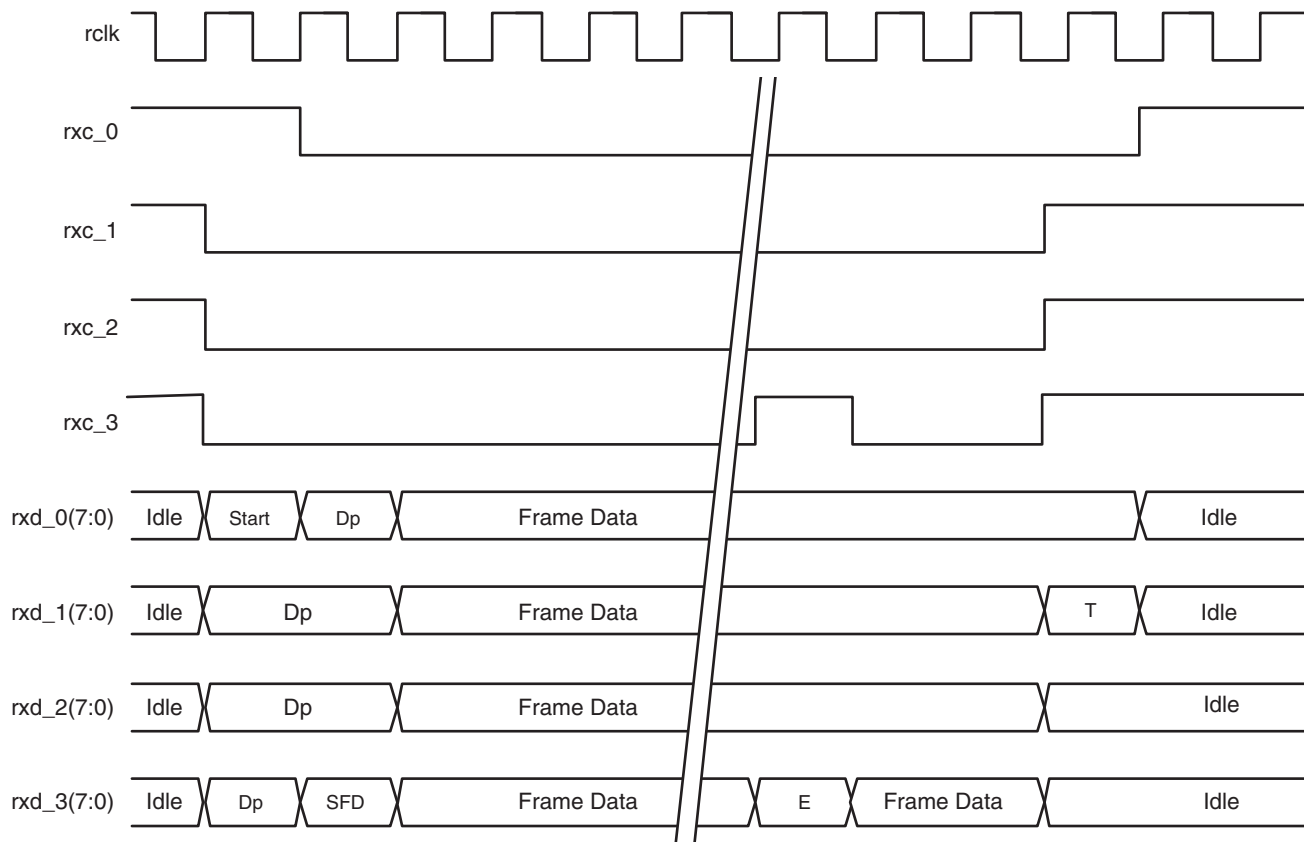 rclk
rxc_0
rxc_1
rxc_2
rxc_3
rxd_0(7:0) Idle Start Dp Frame Data Idle
rxd_1(7:0) Idle Dp Frame Data T Idle
rxd_2(7:0) Idle Dp Frame Data Idle
rxd_3(7:0) Idle Dp SFD Frame Data E Frame Data Idle